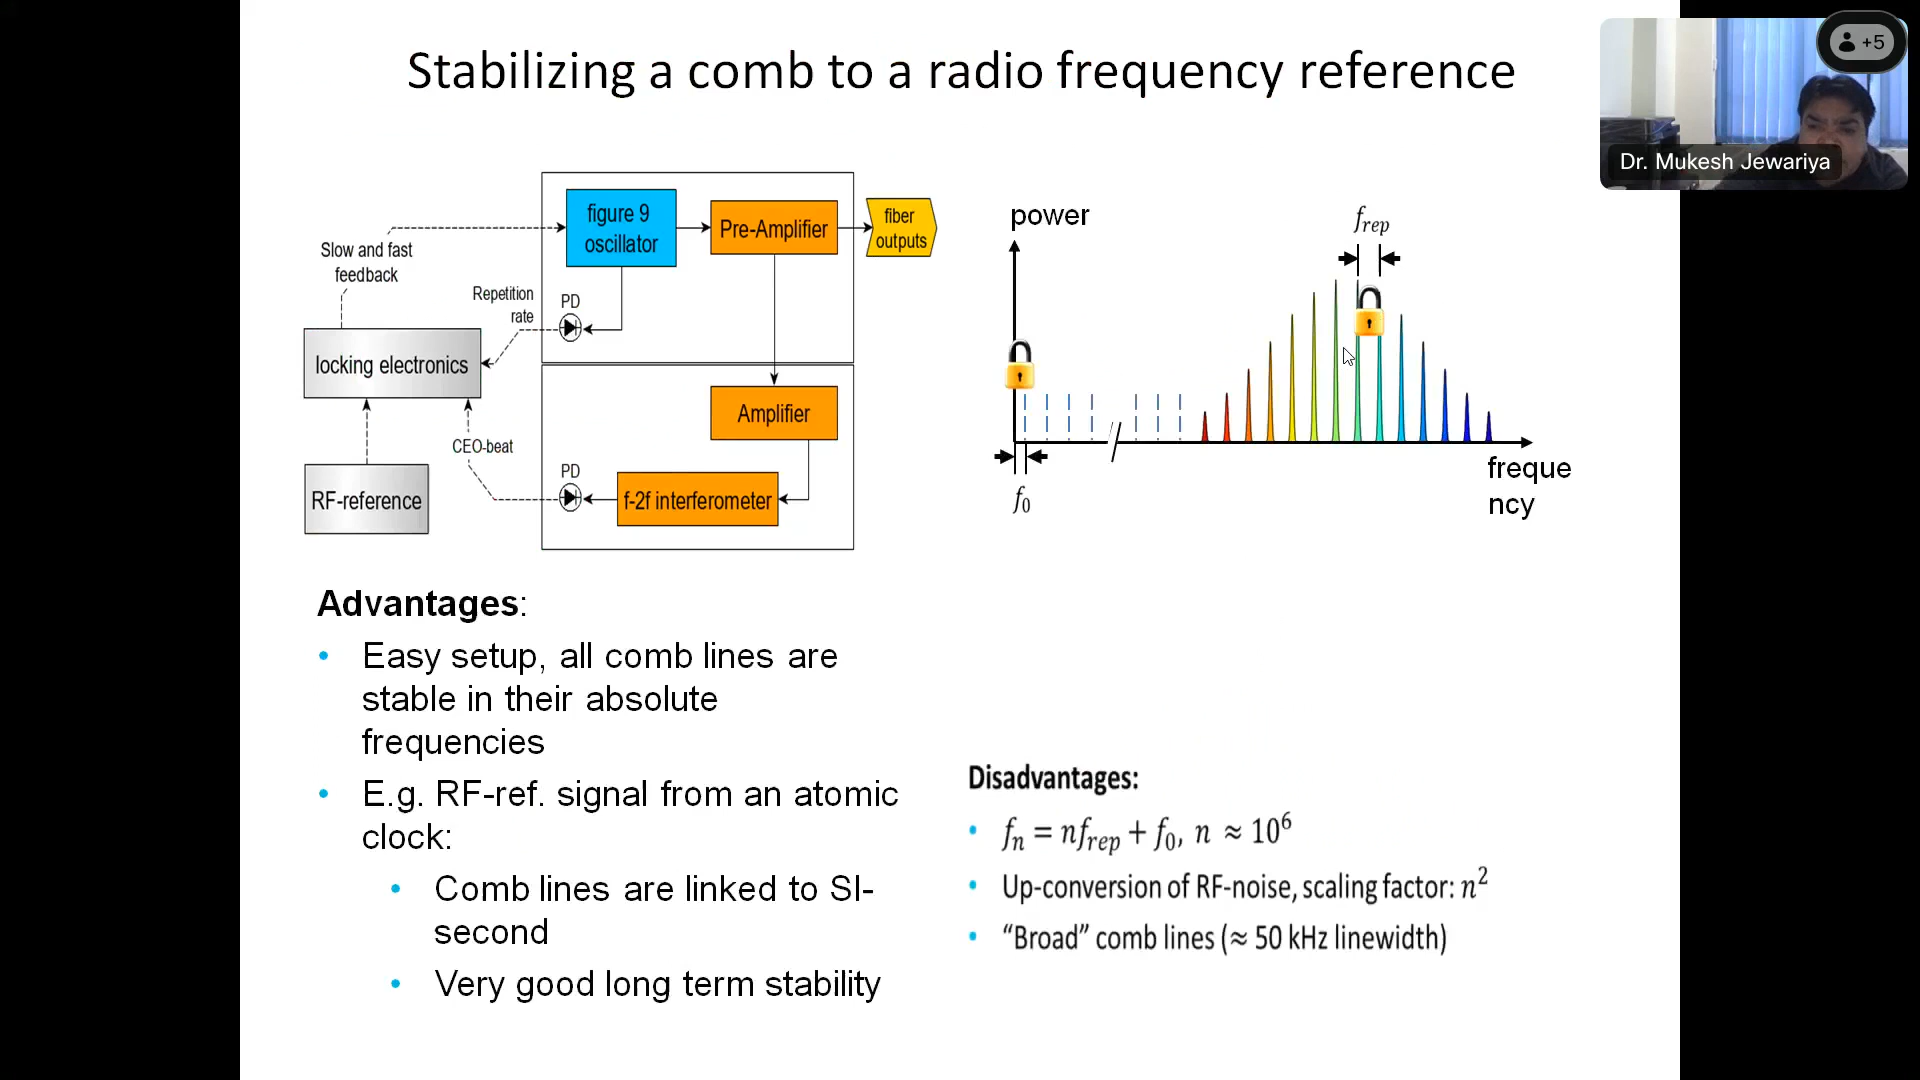 Stabilizing a comb to a radio frequency reference
+5
Dr. Mukesh Jewariya
figure 9
oscillator
Pre-Amplifier
fiber
outputs
Slow and fast
feedback
Repetition
rate
PD
locking electronics
Amplifier
CEO-beat
PD
RF-reference
f-2f interferometer
power
f_rep
f_0
freque
ncy
Advantages:
• Easy setup, all comb lines are
stable in their absolute
frequencies
• E.g. RF-ref. signal from an atomic
clock:
• Comb lines are linked to SI-
second
• Very good long term stability
Disadvantages:
• f_n = nf_rep + f_0, n ≈ 10^6
• Up-conversion of RF-noise, scaling factor: n^2
• “Broad” comb lines (≈ 50 kHz linewidth)